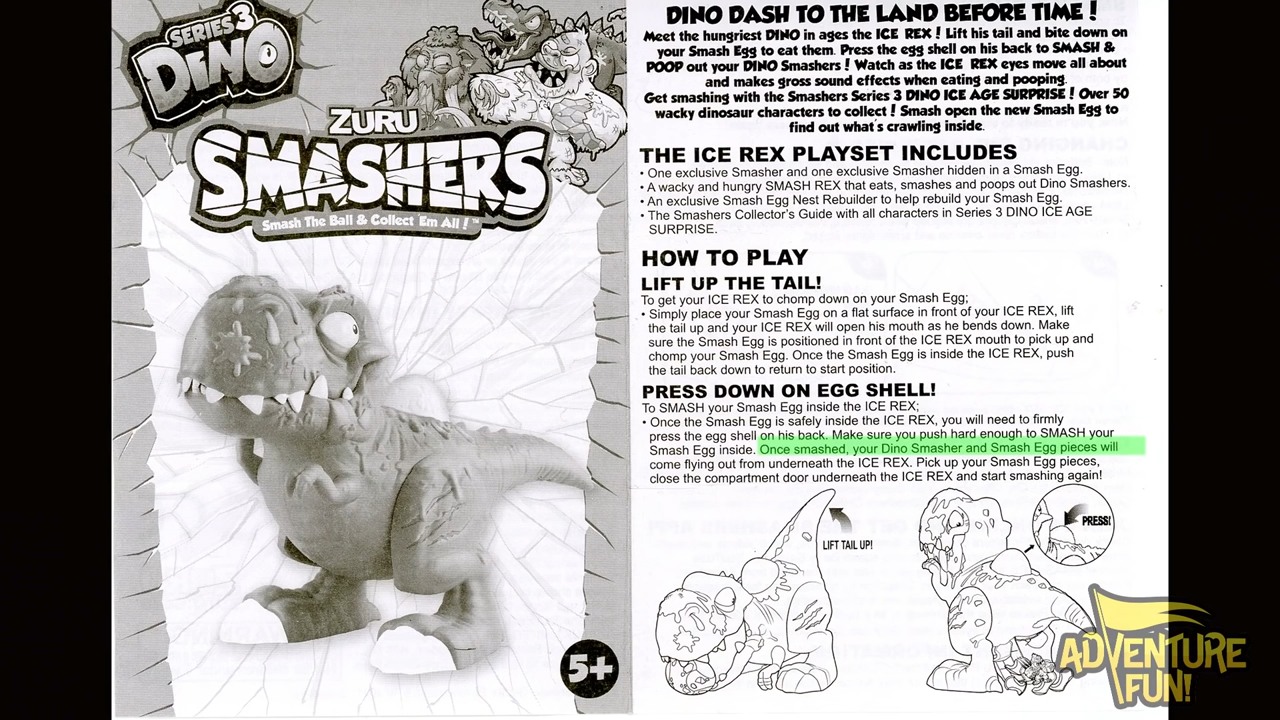 SERIES 3
DINO
ZURU
SMASHERS
Smash The Ball & Collect Em All!™
5+
DINO DASH TO THE LAND BEFORE TIME!
Meet the hungriest DINO in ages the ICE REX! Lift his tail and bite down on
your Smash Egg to eat them. Press the egg shell on his back to SMASH &
POOP out your DINO Smashers! Watch as the ICE REX eyes move all about
and makes gross sound effects when eating and pooping.
Get smashing with the Smashers Series 3 DINO ICE AGE SURPRISE! Over 50
wacky dinosaur characters to collect! Smash open the new Smash Egg to
find out what's crawling inside.
THE ICE REX PLAYSET INCLUDES
• One exclusive Smasher and one exclusive Smasher hidden in a Smash Egg.
• A wacky and hungry SMASH REX that eats, smashes and poops out Dino Smashers.
• An exclusive Smash Egg Nest Rebuilder to help rebuild your Smash Egg.
• The Smashers Collector's Guide with all characters in Series 3 DINO ICE AGE
SURPRISE.
HOW TO PLAY
LIFT UP THE TAIL!
To get your ICE REX to chomp down on your Smash Egg;
• Simply place your Smash Egg on a flat surface in front of your ICE REX, lift
the tail up and your ICE REX will open his mouth as he bends down. Make
sure the Smash Egg is positioned in front of the ICE REX mouth to pick up and
chomp your Smash Egg. Once the Smash Egg is inside the ICE REX, push
the tail back down to return to start position.
PRESS DOWN ON EGG SHELL!
To SMASH your Smash Egg inside the ICE REX;
• Once the Smash Egg is safely inside the ICE REX, you will need to firmly
press the egg shell on his back. Make sure you push hard enough to SMASH your
Smash Egg inside. Once smashed, your Dino Smasher and Smash Egg pieces will
come flying out from underneath the ICE REX. Pick up your Smash Egg pieces,
close the compartment door underneath the ICE REX and start smashing again!
LIFT TAIL UP!
PRESS!
ADVENTURE
FUN!